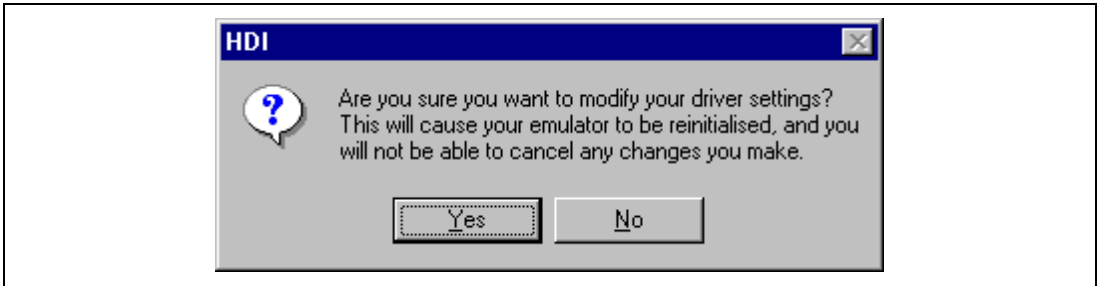 HDI
Are you sure you want to modify your driver settings?
This will cause your emulator to be reinitialised, and you
will not be able to cancel any changes you make.
Yes No